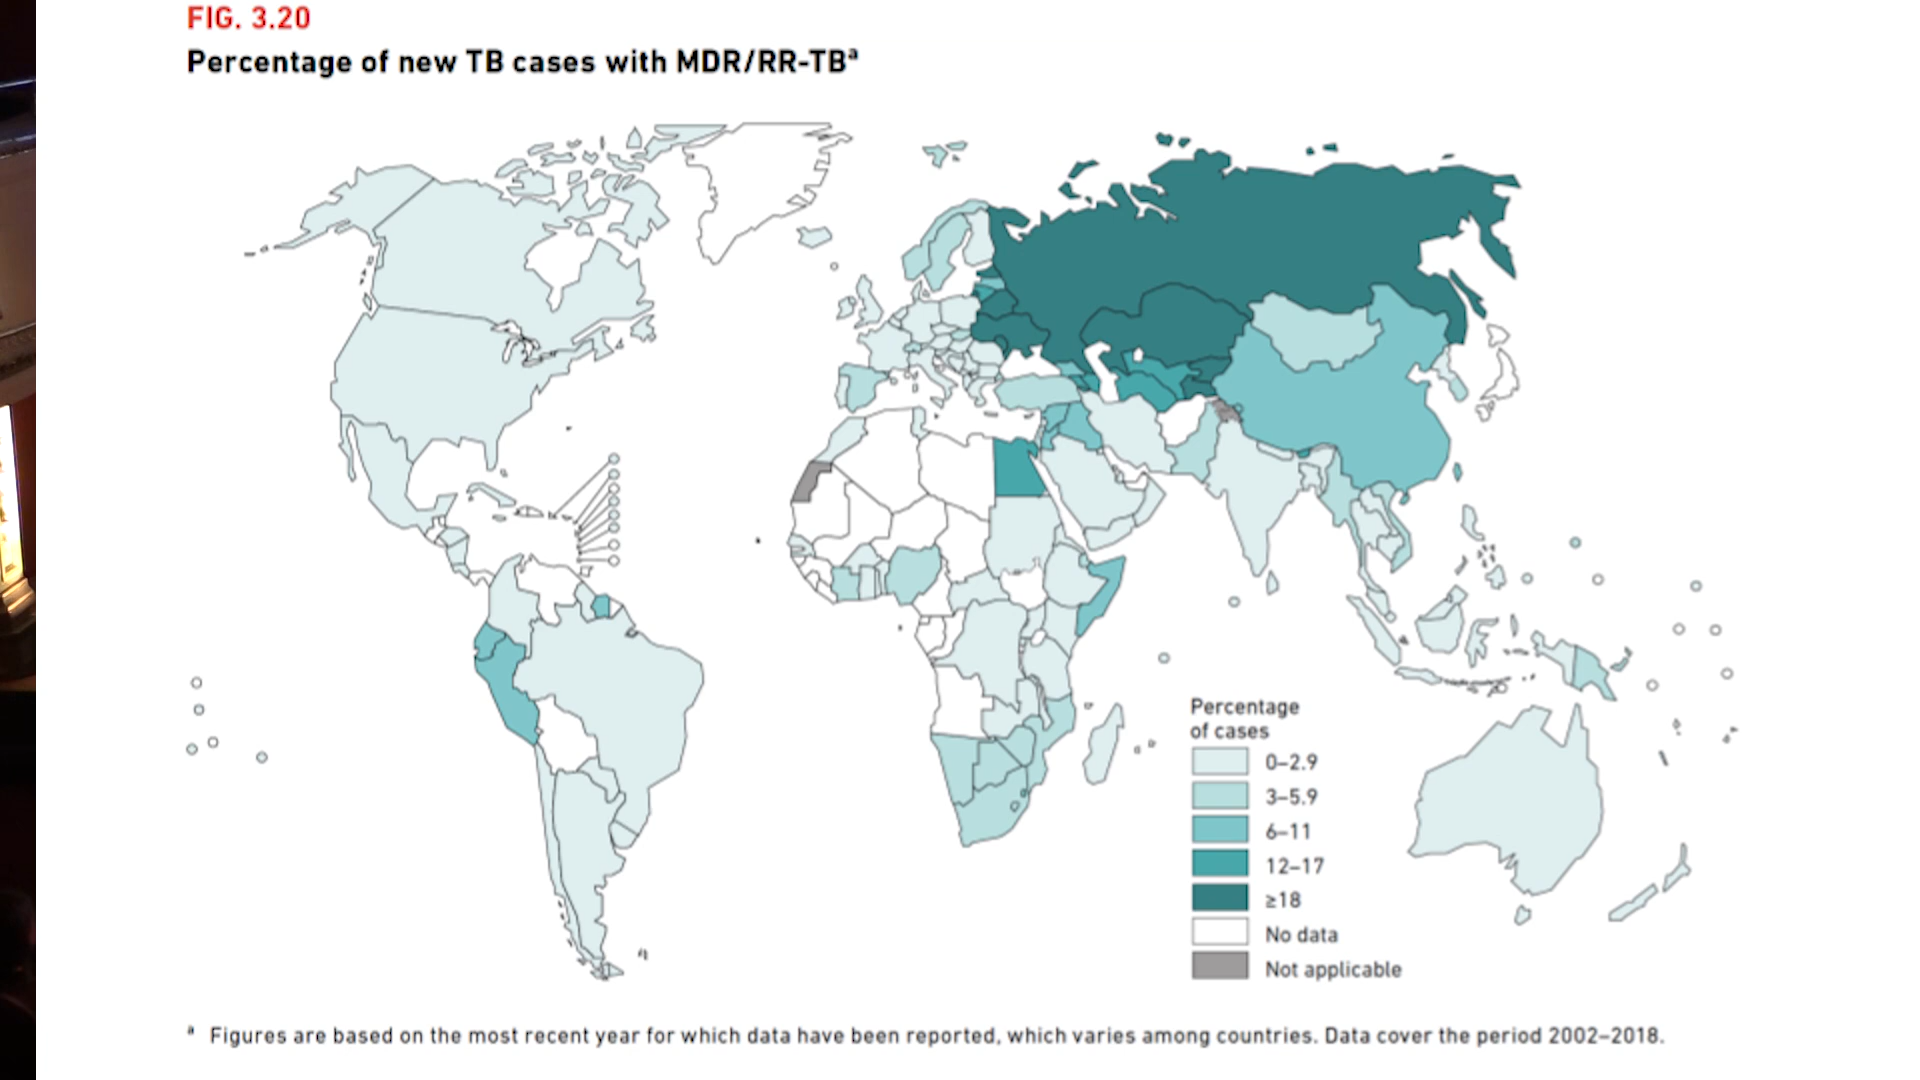 FIG. 3.20
Percentage of new TB cases with MDR/RR-TBª
Percentage
of cases
0–2.9
3–5.9
6–11
12–17
≥18
No data
Not applicable
ª Figures are based on the most recent year for which data have been reported, which varies among countries. Data cover the period 2002–2018.